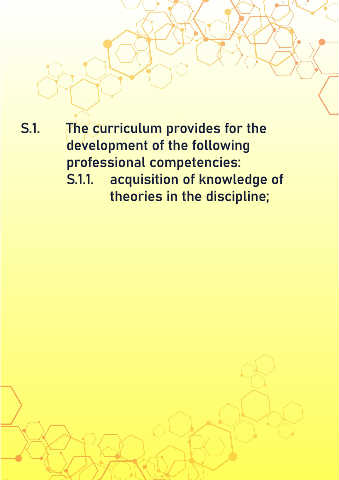 S.1. The curriculum provides for the
development of the following
professional competencies:
S.1.1. acquisition of knowledge of
theories in the discipline;